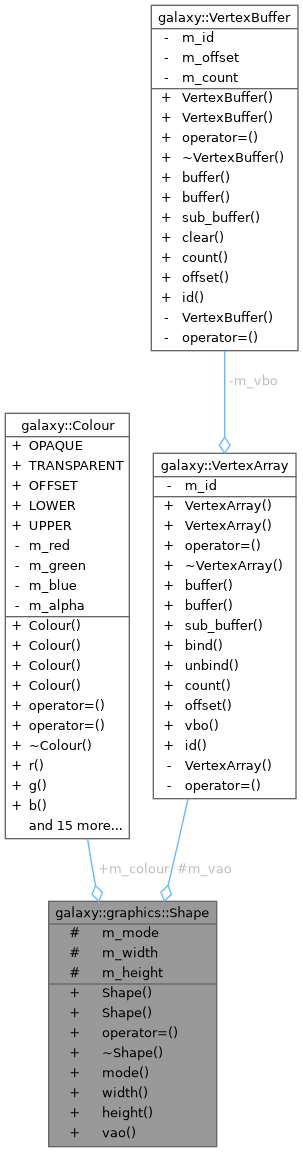 galaxy::VertexBuffer
- m_id
- m_offset
- m_count
+ VertexBuffer()
+ VertexBuffer()
+ operator=()
+ ~VertexBuffer()
+ buffer()
+ buffer()
+ sub_buffer()
+ clear()
+ count()
+ offset()
+ id()
- VertexBuffer()
- operator=()
-m_vbo
galaxy::Colour
+ OPAQUE
+ TRANSPARENT
+ OFFSET
+ LOWER
+ UPPER
- m_red
- m_green
- m_blue
- m_alpha
+ Colour()
+ Colour()
+ Colour()
+ Colour()
+ operator=()
+ operator=()
+ ~Colour()
+ r()
+ g()
+ b()
and 15 more...
galaxy::VertexArray
- m_id
+ VertexArray()
+ VertexArray()
+ operator=()
+ ~VertexArray()
+ buffer()
+ buffer()
+ sub_buffer()
+ bind()
+ unbind()
+ count()
+ offset()
+ vbo()
+ id()
- VertexArray()
- operator=()
+m_colour
#m_vao
galaxy::graphics::Shape
# m_mode
# m_width
# m_height
+ Shape()
+ Shape()
+ operator=()
+ ~Shape()
+ mode()
+ width()
+ height()
+ vao()